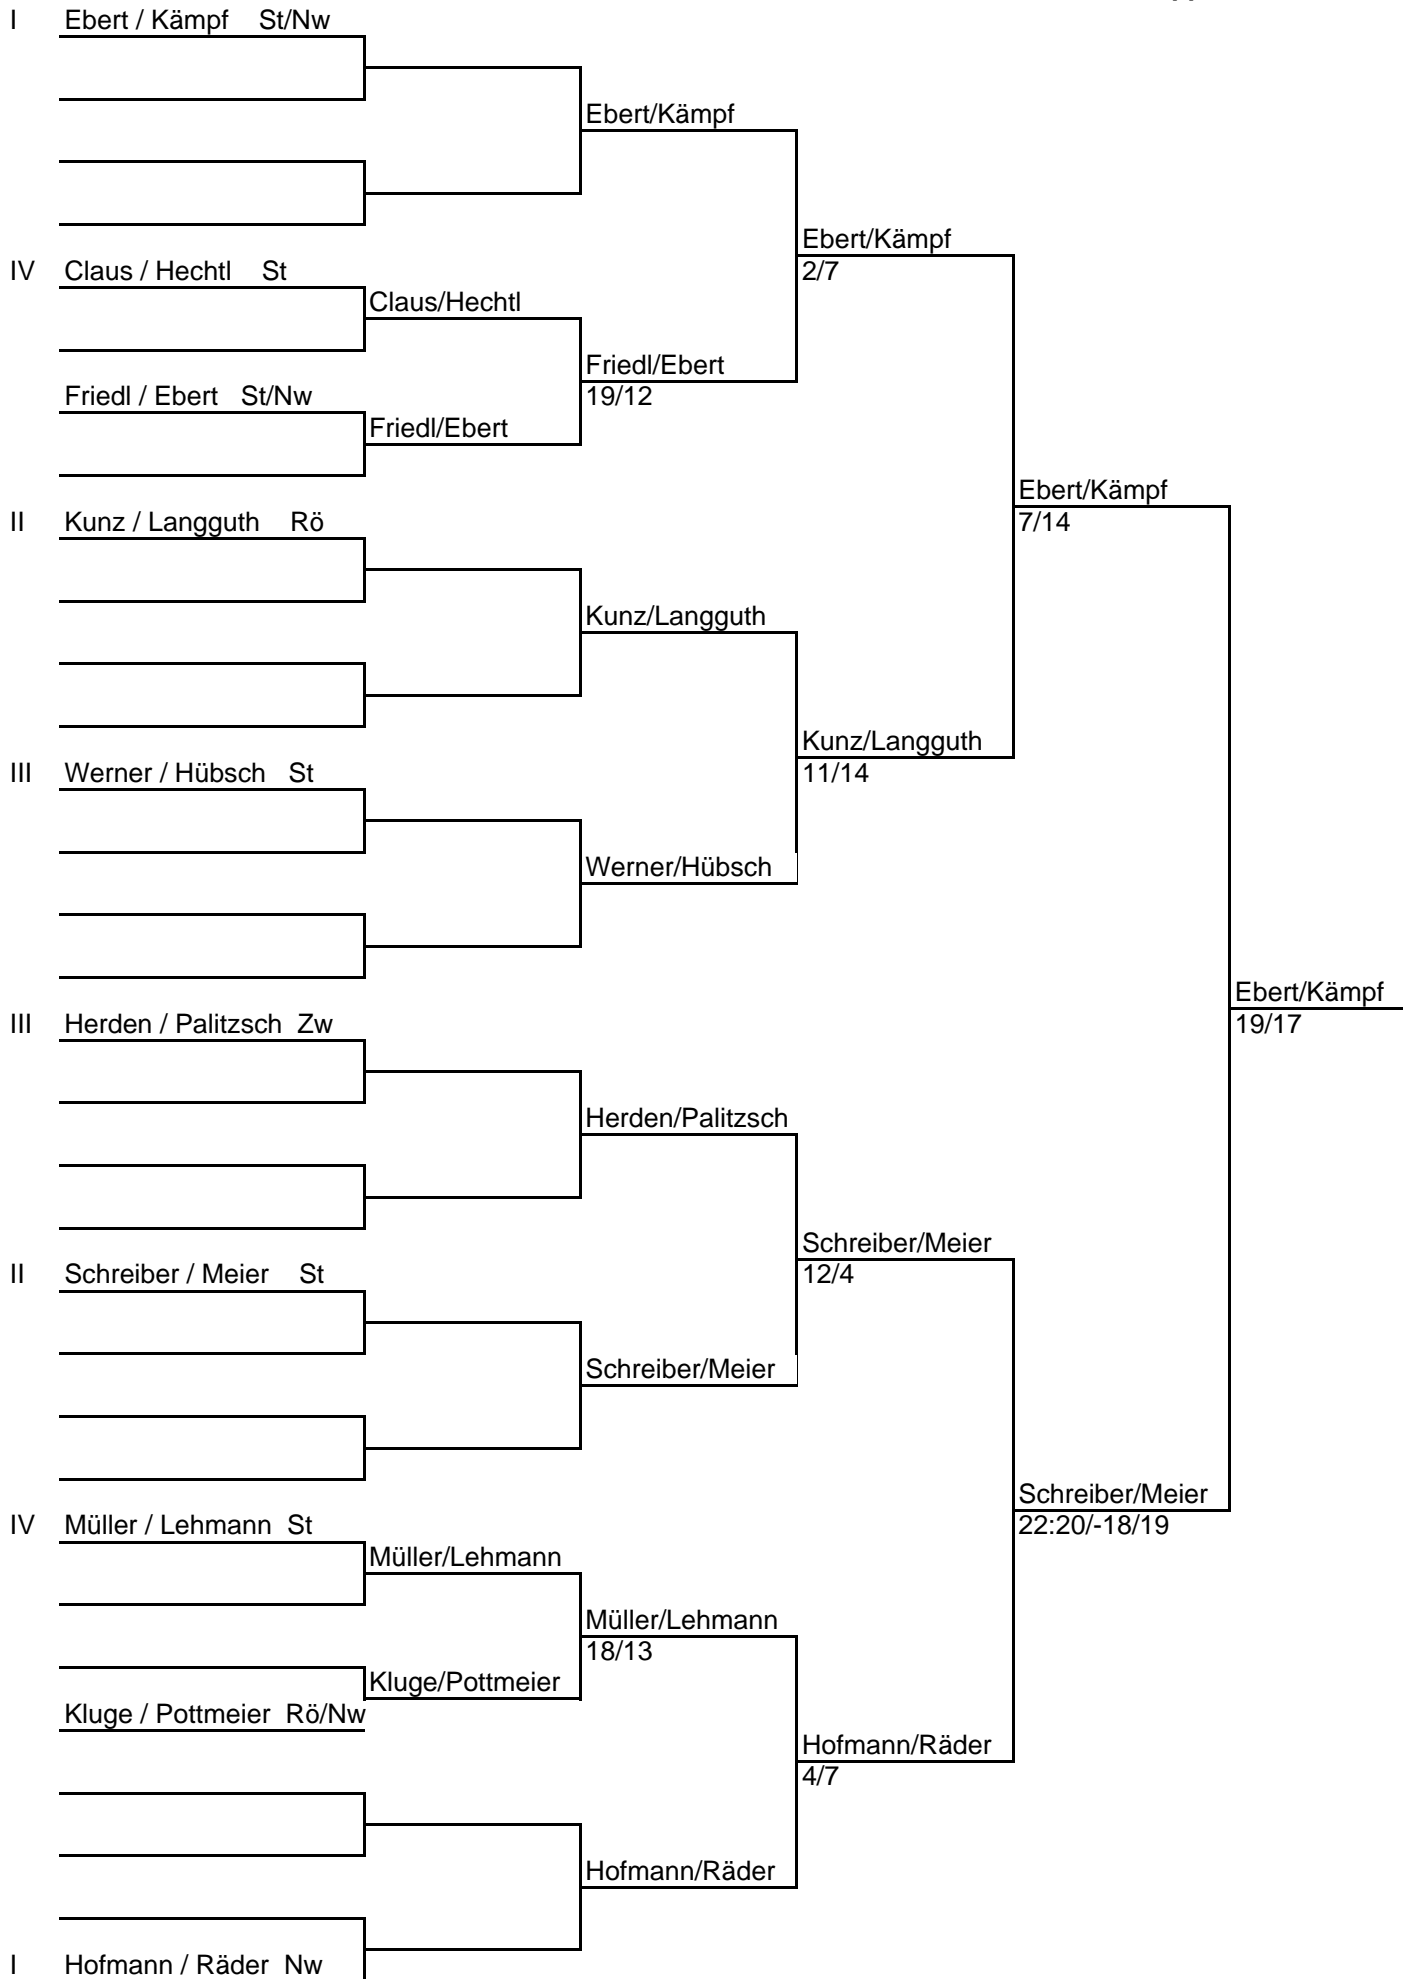 I Ebert / Kämpf St/Nw
Ebert/Kämpf
Ebert/Kämpf
2/7
IV Claus / Hechtl St
Claus/Hechtl
Friedl/Ebert
19/12
Friedl / Ebert St/Nw
Friedl/Ebert
Ebert/Kämpf
7/14
II Kunz / Langguth Rö
Kunz/Langguth
Kunz/Langguth
11/14
III Werner / Hübsch St
Werner/Hübsch
Ebert/Kämpf
19/17
III Herden / Palitzsch Zw
Herden/Palitzsch
Schreiber/Meier
12/4
II Schreiber / Meier St
Schreiber/Meier
Schreiber/Meier
22:20/-18/19
IV Müller / Lehmann St
Müller/Lehmann
Müller/Lehmann
18/13
Kluge/Pottmeier
Kluge / Pottmeier Rö/Nw
Hofmann/Räder
4/7
Hofmann/Räder
I Hofmann / Räder Nw